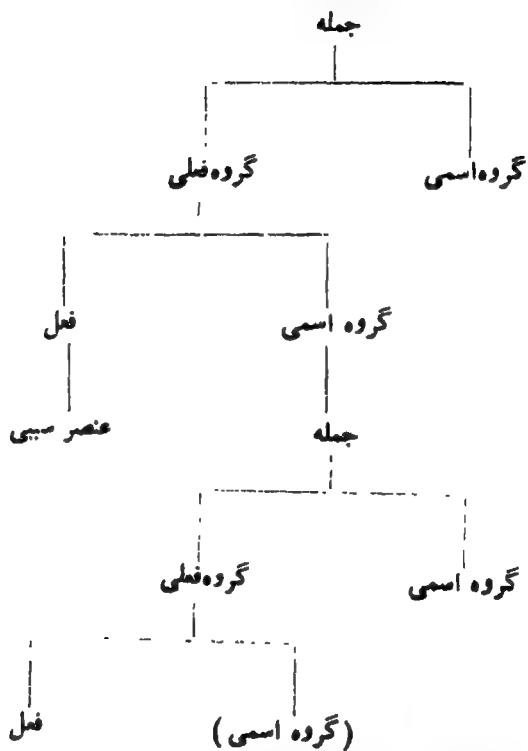 جمله
گروه اسمی گروه فعلی
گروه اسمی فعل
جمله عنصر سببی
گروه اسمی گروه فعلی
(گروه اسمی) فعل